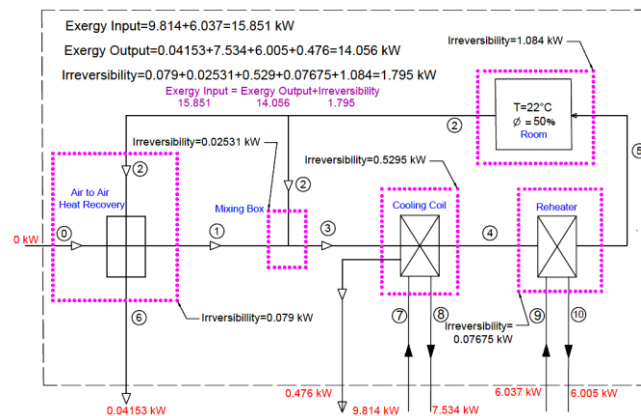 Exergy Input=9.814+6.037=15.851 kW
Exergy Output=0.04153+7.534+6.005+0.476=14.056 kW
Irreversibility=0.079+0.02531+0.529+0.07675+1.084=1.795 kW
Exergy Input = Exergy Output+Irreversibility
15.851 14.056 1.795
Irreversibility=1.084 kW
T=22°C
ϕ = 50%
Room
2
5
Irreversibility=0.02531 kW
Irreversibility=0.5295 kW
2
Air to Air
Heat Recovery
2
Mixing Box
Cooling Coil
Reheater
0 kW
0
1
3
4
6
Irreversibility=0.079 kW
7
8
Irreversibility=
0.07675 kW
9
10
0.04153 kW
0.476 kW
9.814 kW
7.534 kW
6.037 kW
6.005 kW